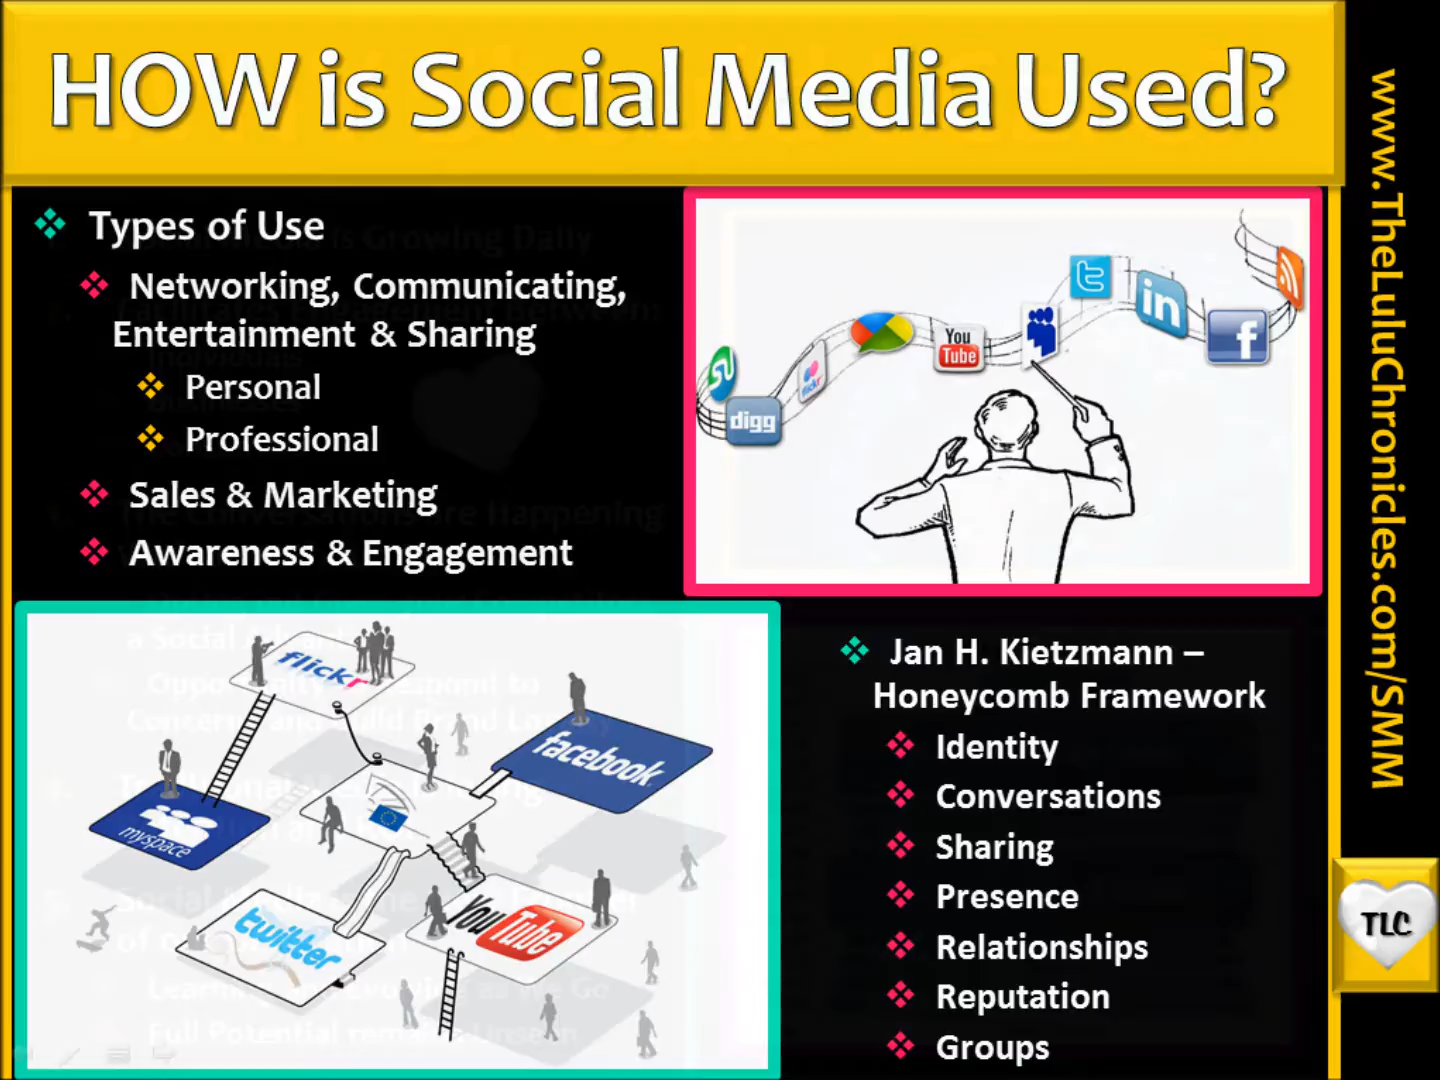 HOW is Social Media Used?
Types of Use
Networking, Communicating,
Entertainment & Sharing
Personal
Professional
Sales & Marketing
Awareness & Engagement
digg
flickr
You
Tube
in
f
flickr
facebook
myspace
twitter
YouTube
Jan H. Kietzmann –
Honeycomb Framework
Identity
Conversations
Sharing
Presence
Relationships
Reputation
Groups
www.TheLuluChronicles.com/SMM
TLC